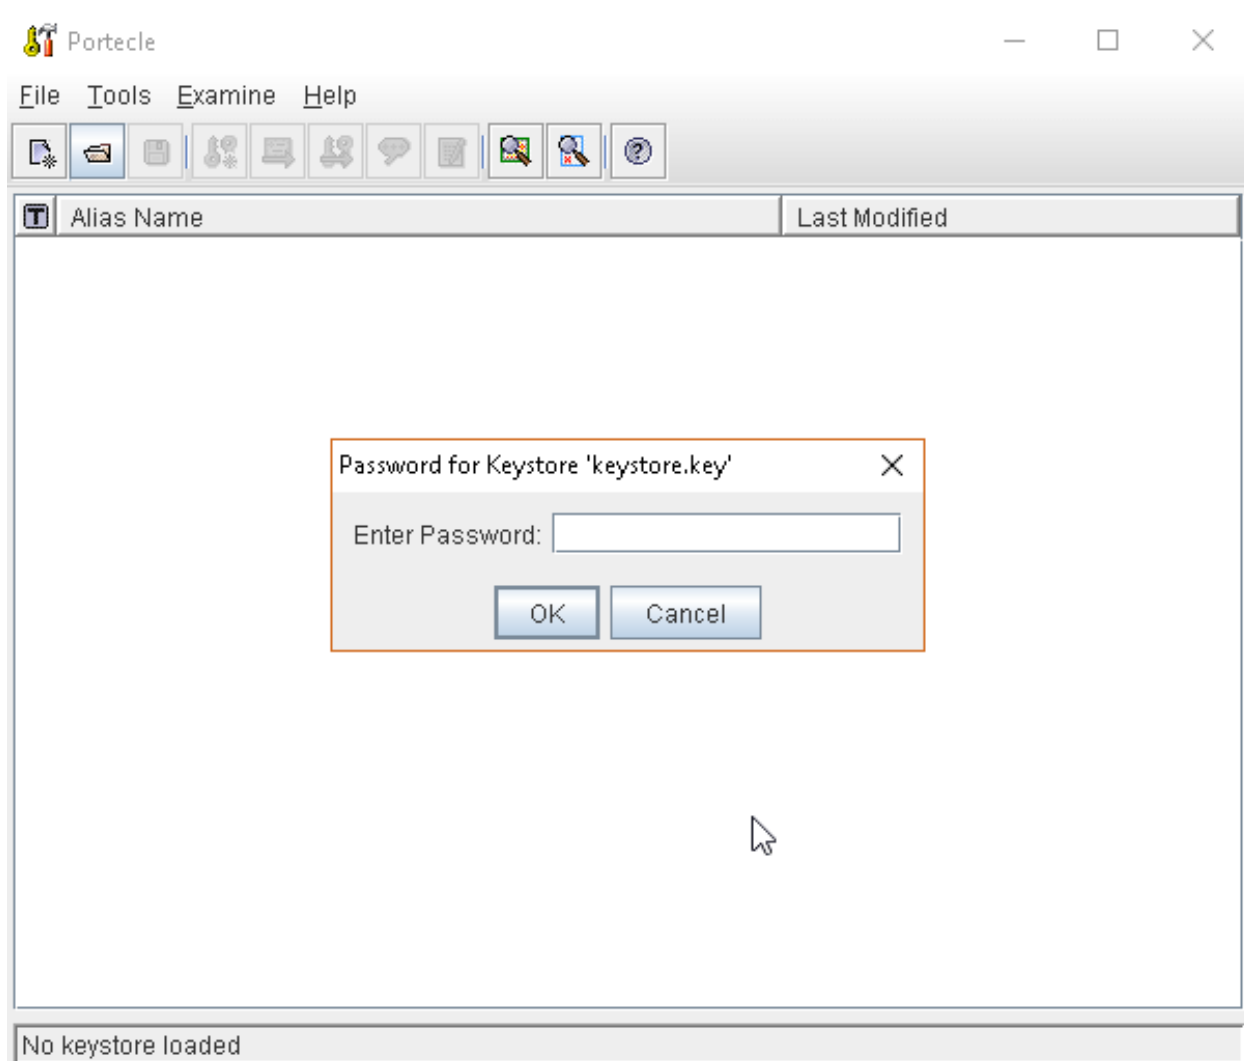 Portecle
File Tools Examine Help
T Alias Name Last Modified
Password for Keystore 'keystore.key'
Enter Password:
OK Cancel
No keystore loaded